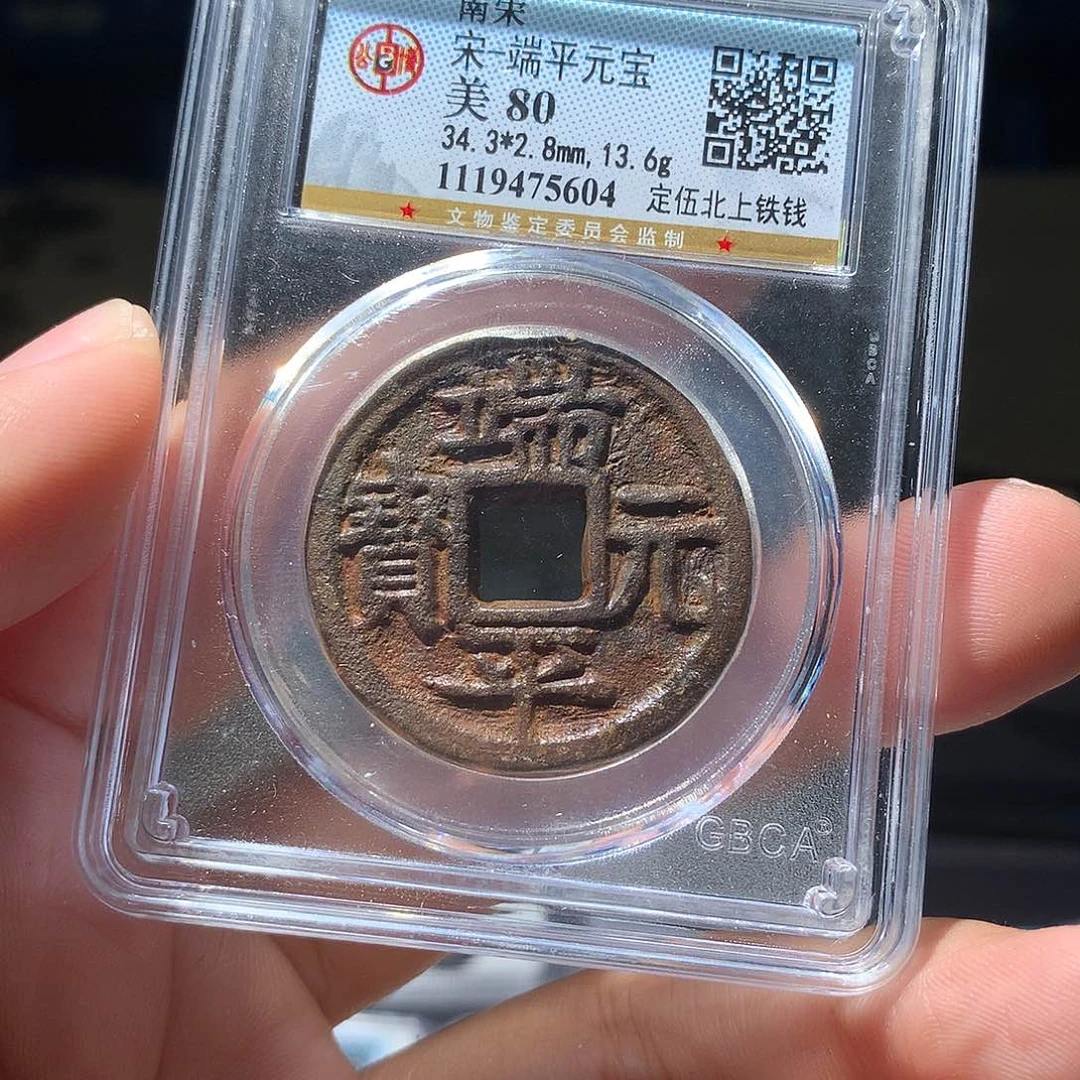 南宋
宋-端平元宝
美 80
34.3*2.8mm,13.6g
1119475604 定伍北上铁钱
文物鉴定委员会监制
GBCA
端
寶 元
平
GBCA®